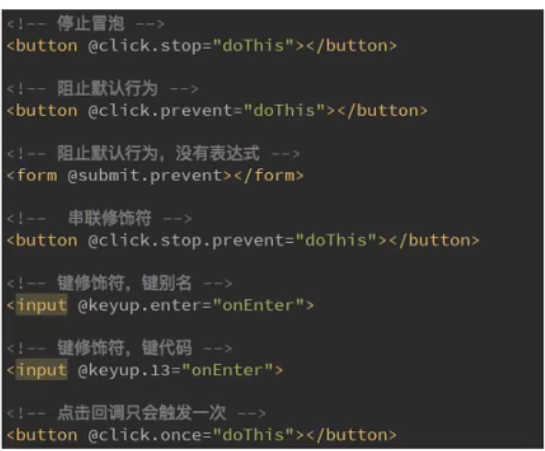 <!-- 停止冒泡 -->
<button @click.stop="doThis"></button>
<!-- 阻止默认行为 -->
<button @click.prevent="doThis"></button>
<!-- 阻止默认行为，没有表达式 -->
<form @submit.prevent></form>
<!--  串联修饰符 -->
<button @click.stop.prevent="doThis"></button>
<!-- 键修饰符，键别名 -->
<input @keyup.enter="onEnter">
<!-- 键修饰符，键代码 -->
<input @keyup.13="onEnter">
<!-- 点击回调只会触发一次 -->
<button @click.once="doThis"></button>